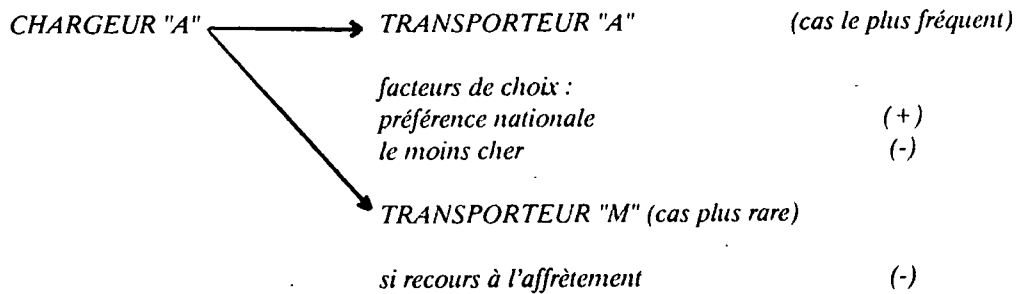 CHARGEUR "A" TRANSPORTEUR "A" (cas le plus fréquent)
facteurs de choix :
préférence nationale (+)
le moins cher (-)
TRANSPORTEUR "M" (cas plus rare)
si recours à l'affrètement (-)